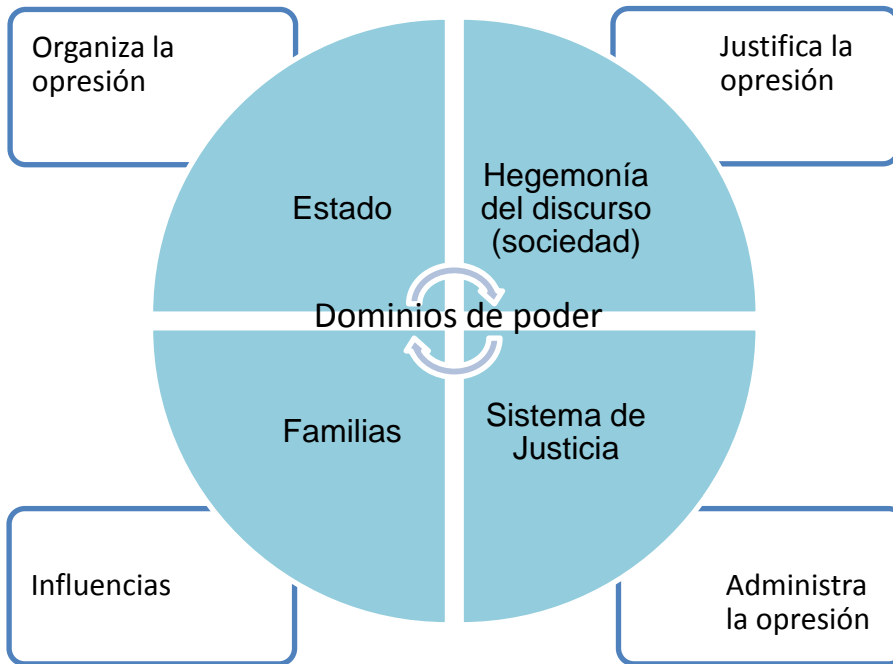 Organiza la
opresión
Justifica la
opresión
Estado
Hegemonía
del discurso
(sociedad)
Dominios de poder
Familias
Sistema de
Justicia
Influencias
Administra
la opresión